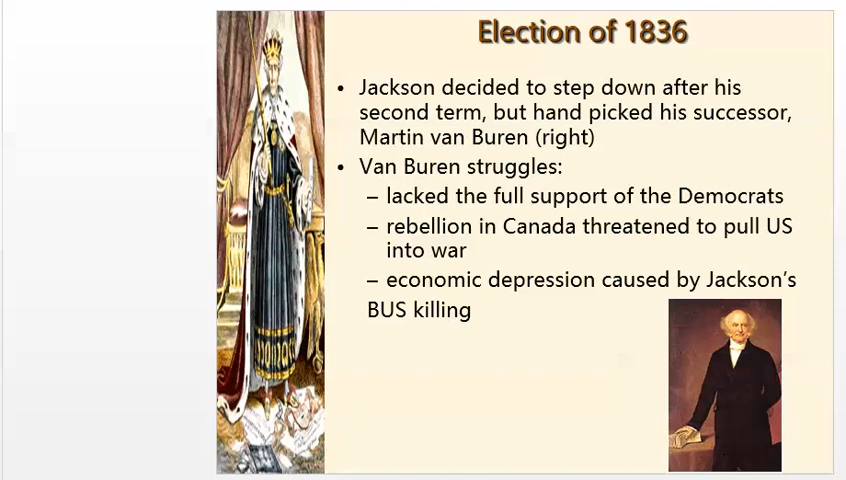 Election of 1836
• Jackson decided to step down after his
second term, but hand picked his successor,
Martin van Buren (right)
• Van Buren struggles:
– lacked the full support of the Democrats
– rebellion in Canada threatened to pull US
into war
– economic depression caused by Jackson's
BUS killing